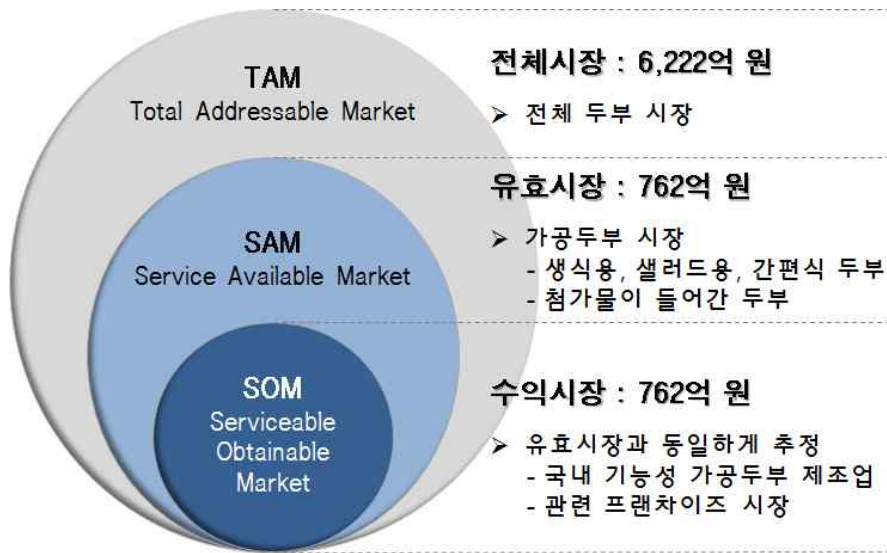 TAM
Total Addressable Market
전체시장 : 6,222억 원
➢ 전체 두부 시장
SAM
Service Available Market
유효시장 : 762억 원
➢ 가공두부 시장
- 생식용, 샐러드용, 간편식 두부
- 첨가물이 들어간 두부
SOM
Serviceable
Obtainable
Market
수익시장 : 762억 원
➢ 유효시장과 동일하게 추정
- 국내 기능성 가공두부 제조업
- 관련 프랜차이즈 시장